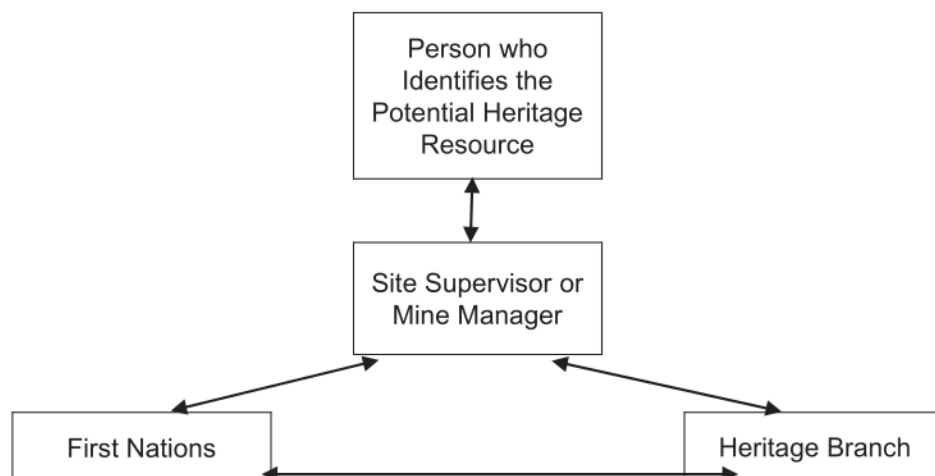 Person who
Identifies the
Potential Heritage
Resource
Site Supervisor or
Mine Manager
First Nations
Heritage Branch